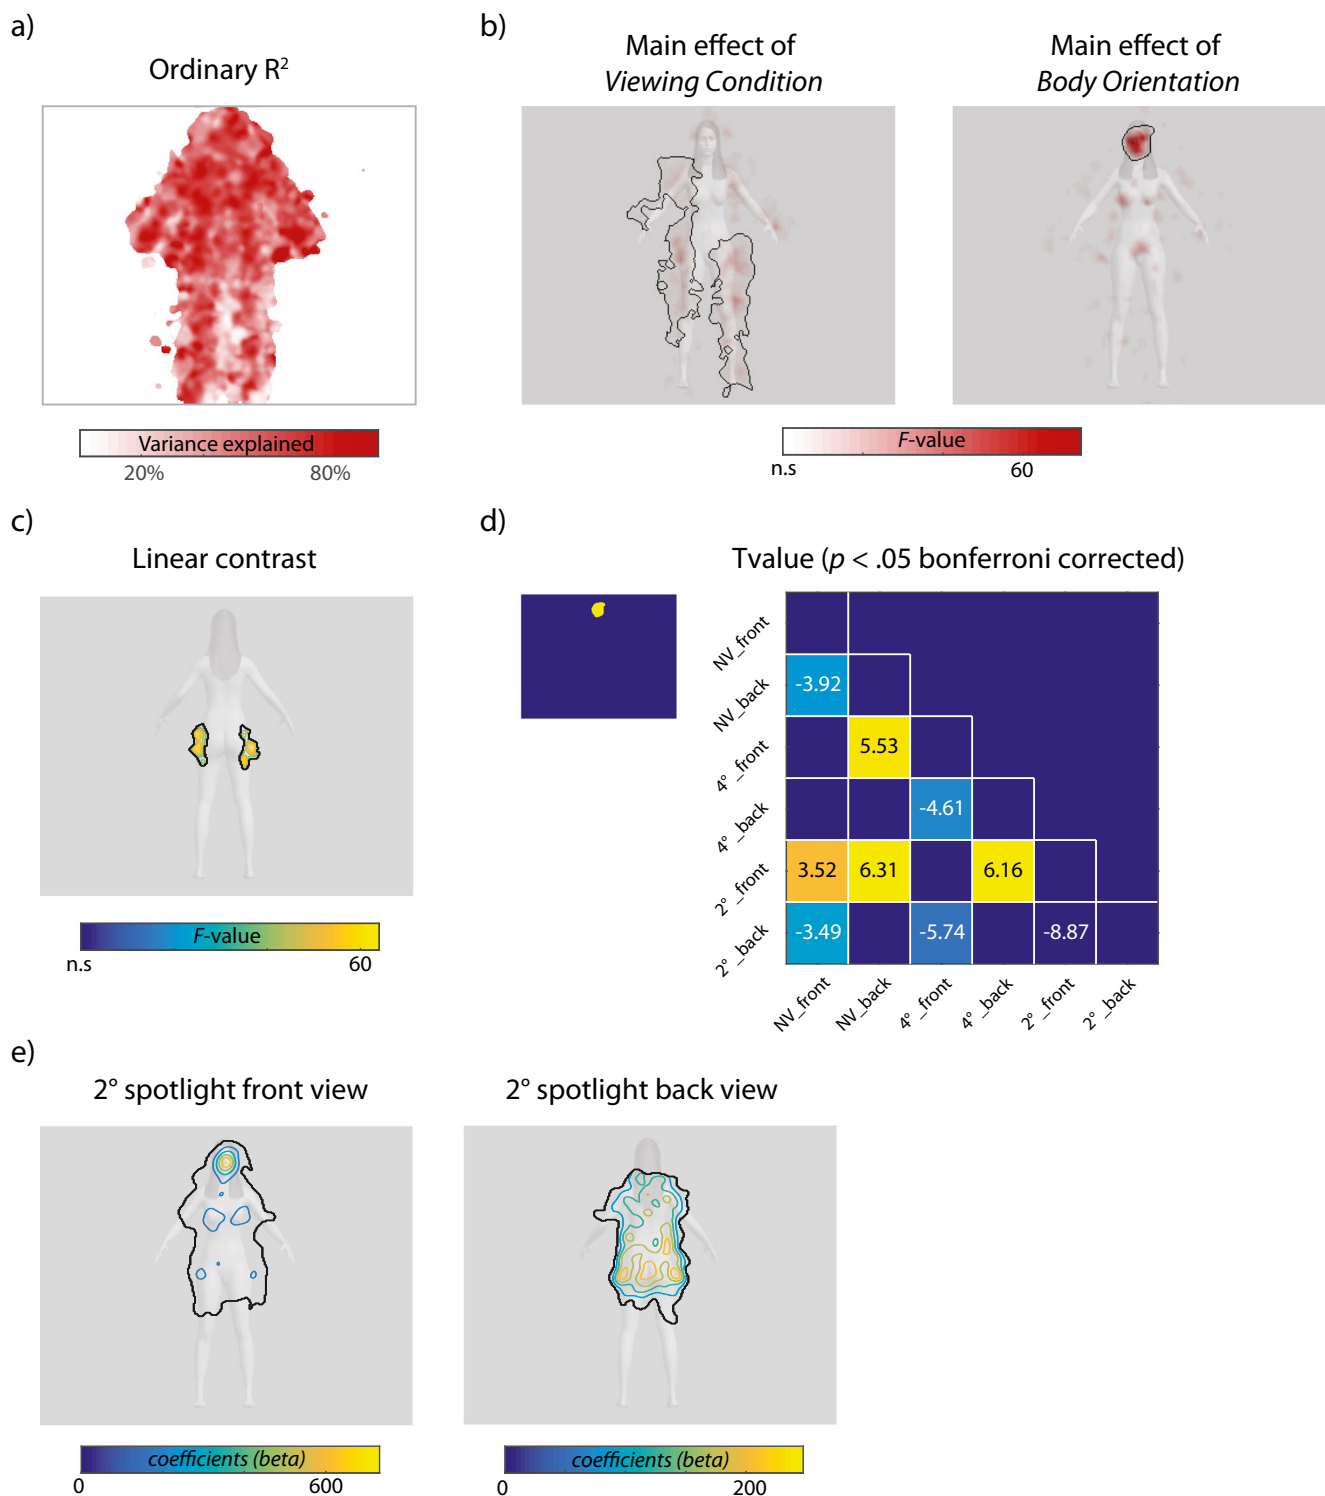 a)
Ordinary R²
Variance explained
20%
80%
b)
Main effect of
Viewing Condition
Main effect of
Body Orientation
F-value
n.s
60
c)
Linear contrast
F-value
n.s
60
d)
Tvalue (p < .05 bonferroni corrected)
NV_front
NV_back
-3.92
4°_front
5.53
4°_back
-4.61
2°_front
3.52
6.31
6.16
2°_back
-3.49
-5.74
-8.87
NV_front
NV_back
4°_front
4°_back
2°_front
2°_back
e)
2° spotlight front view
2° spotlight back view
coefficients (beta)
0
600
coefficients (beta)
0
200